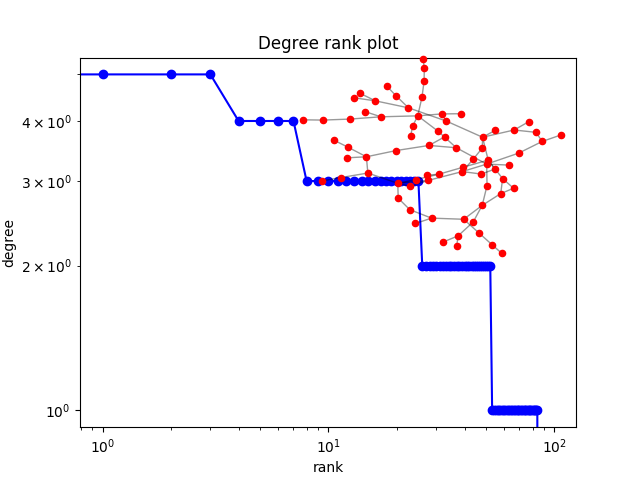 Degree rank plot
degree
4 × 10⁰
3 × 10⁰
2 × 10⁰
10⁰
10⁰
10¹
10²
rank